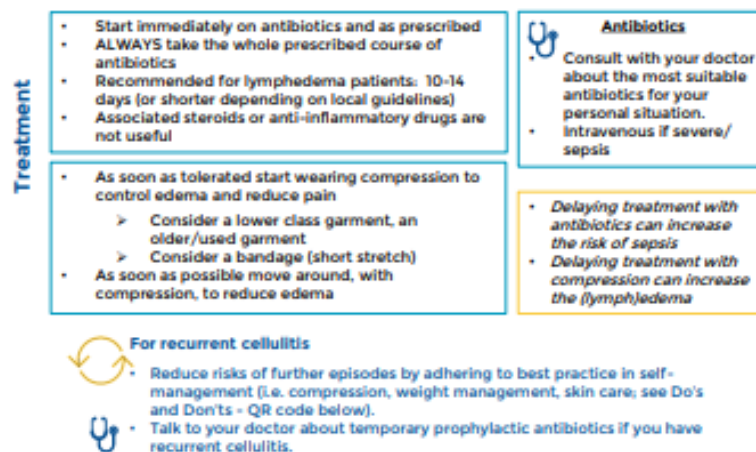 Treatment
• Start immediately on antibiotics and as prescribed
• ALWAYS take the whole prescribed course of
antibiotics
• Recommended for lymphedema patients: 10-14
days (or shorter depending on local guidelines)
• Associated steroids or anti-inflammatory drugs are
not useful
Antibiotics
• Consult with your doctor
about the most suitable
antibiotics for your
personal situation.
• Intravenous if severe/
sepsis
• As soon as tolerated start wearing compression to
control edema and reduce pain
➢ Consider a lower class garment, an
older/used garment
➢ Consider a bandage (short stretch)
• As soon as possible move around, with
compression, to reduce edema
• Delaying treatment with
antibiotics can increase
the risk of sepsis
• Delaying treatment with
compression can increase
the (lymph)edema
For recurrent cellulitis
• Reduce risks of further episodes by adhering to best practice in self-
management (i.e. compression, weight management, skin care; see Do's
and Don'ts - QR code below).
• Talk to your doctor about temporary prophylactic antibiotics if you have
recurrent cellulitis.